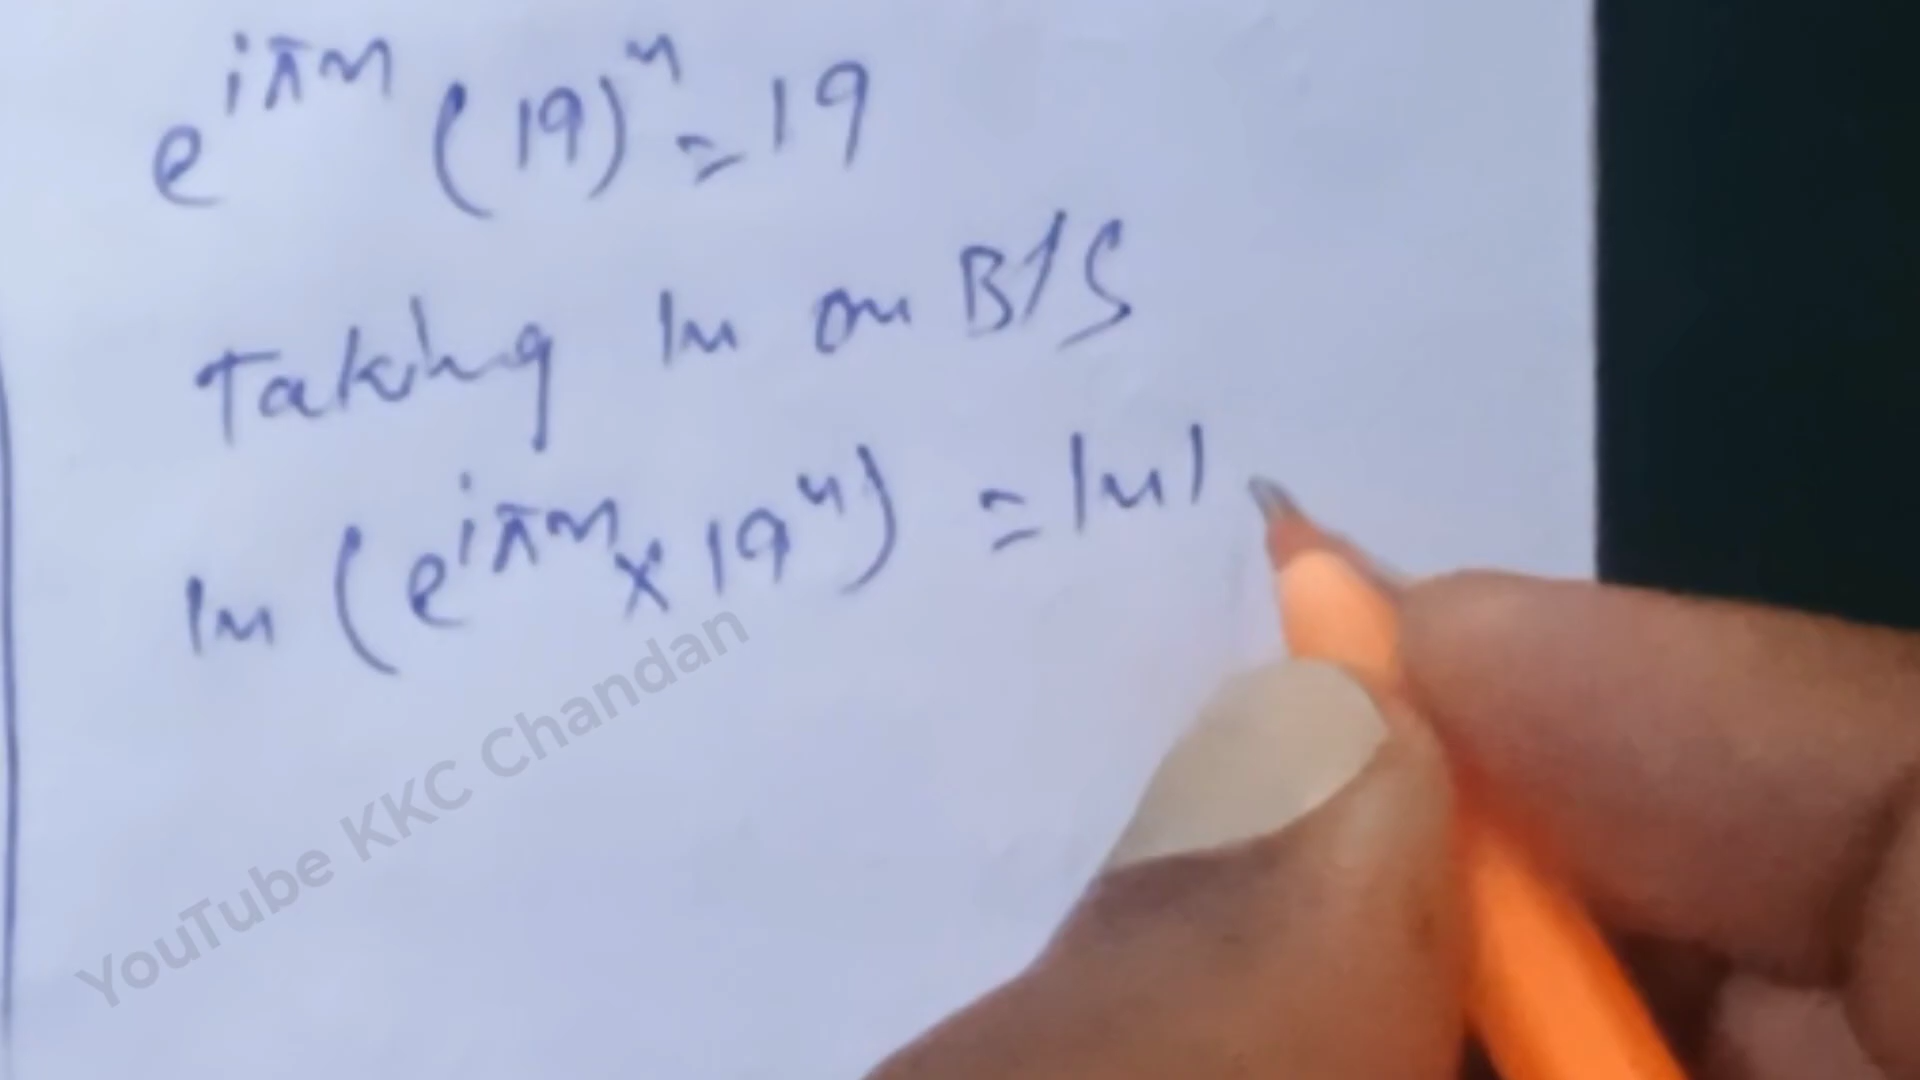 e^{iπn} (19)^n = 19
Taking ln on B/S
ln (e^{iπn} × 19^n) = ln 1
YouTube KKC Chandan